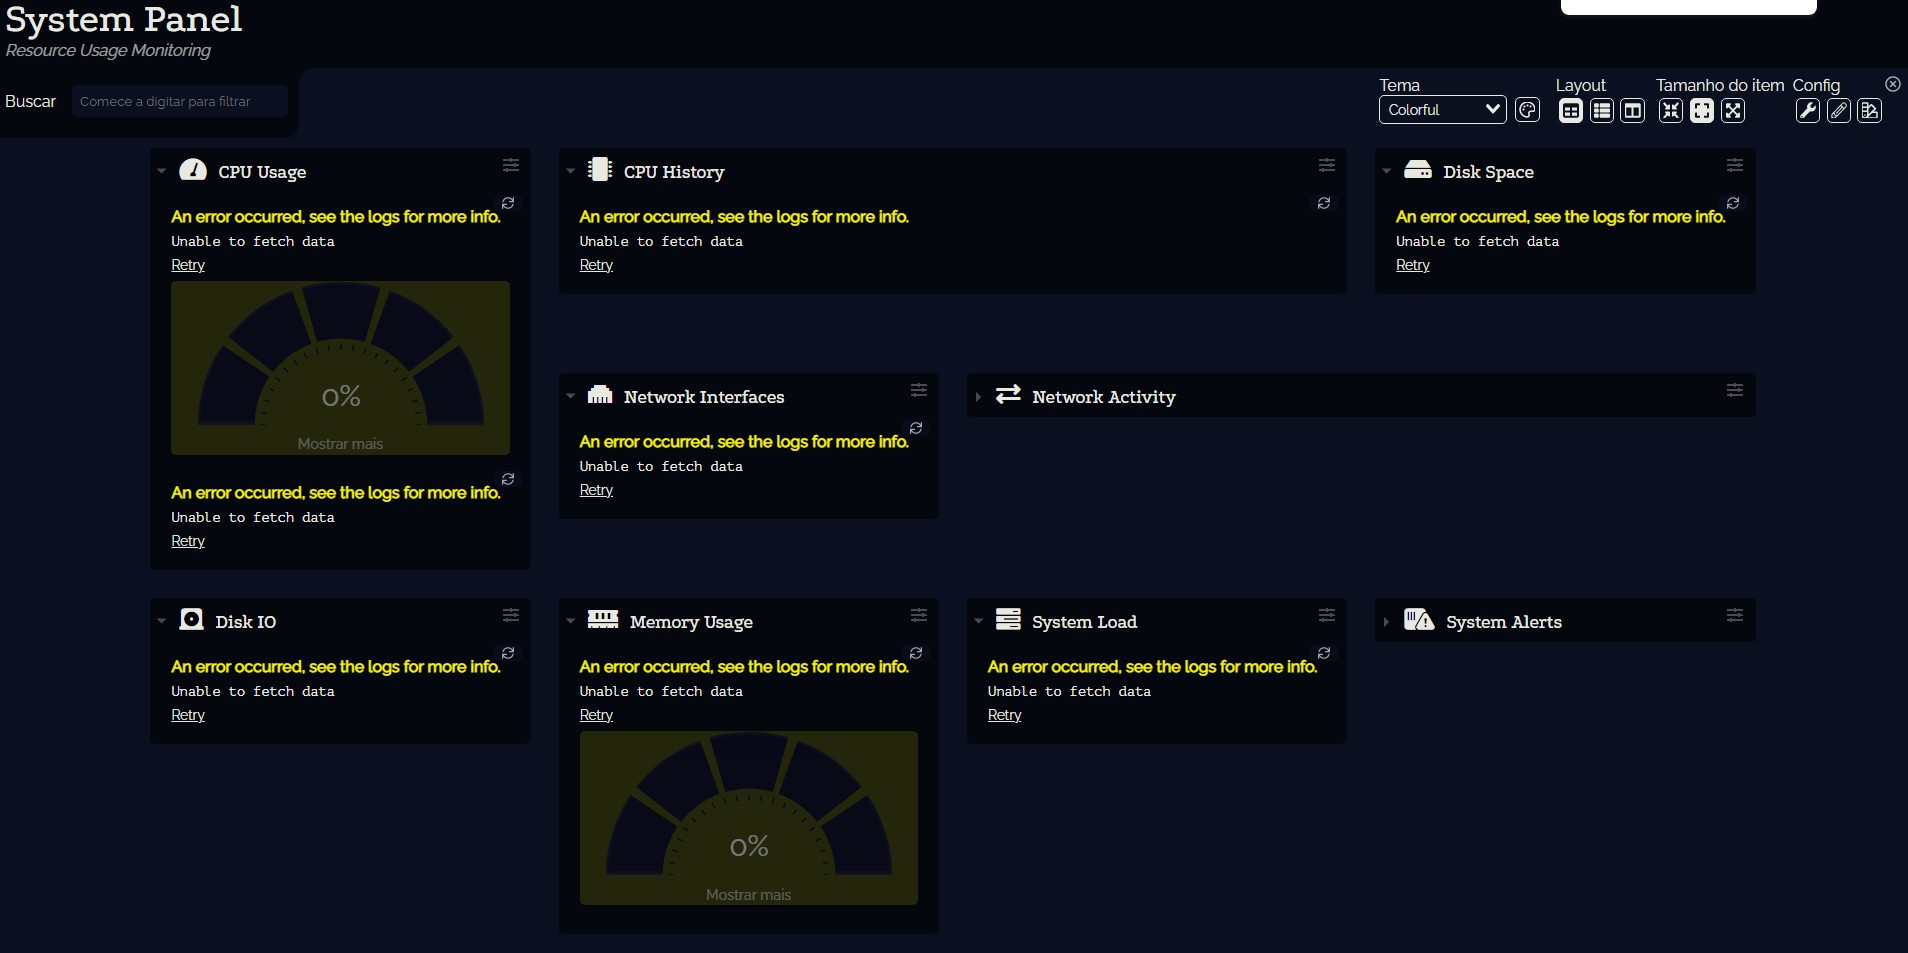 System Panel
Resource Usage Monitoring
Buscar
Comece a digitar para filtrar
Tema
Colorful
Layout
Tamanho do item
Config
CPU Usage
An error occurred, see the logs for more info.
Unable to fetch data
Retry
0%
Mostrar mais
An error occurred, see the logs for more info.
Unable to fetch data
Retry
CPU History
An error occurred, see the logs for more info.
Unable to fetch data
Retry
Disk Space
An error occurred, see the logs for more info.
Unable to fetch data
Retry
Network Interfaces
An error occurred, see the logs for more info.
Unable to fetch data
Retry
Network Activity
Disk IO
An error occurred, see the logs for more info.
Unable to fetch data
Retry
Memory Usage
An error occurred, see the logs for more info.
Unable to fetch data
Retry
0%
Mostrar mais
System Load
An error occurred, see the logs for more info.
Unable to fetch data
Retry
System Alerts